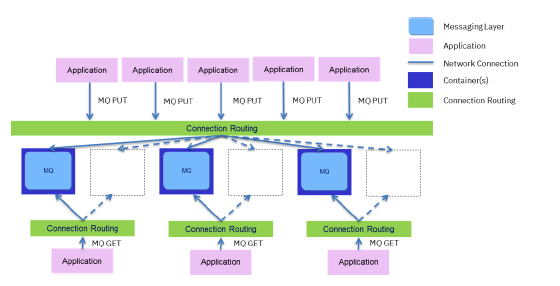 Messaging Layer
Application
Network Connection
Container(s)
Connection Routing
Application Application Application Application Application
MQ PUT MQ PUT MQ PUT MQ PUT MQ PUT
Connection Routing
MQ MQ MQ
Connection Routing Connection Routing Connection Routing
MQ GET MQ GET MQ GET
Application Application Application